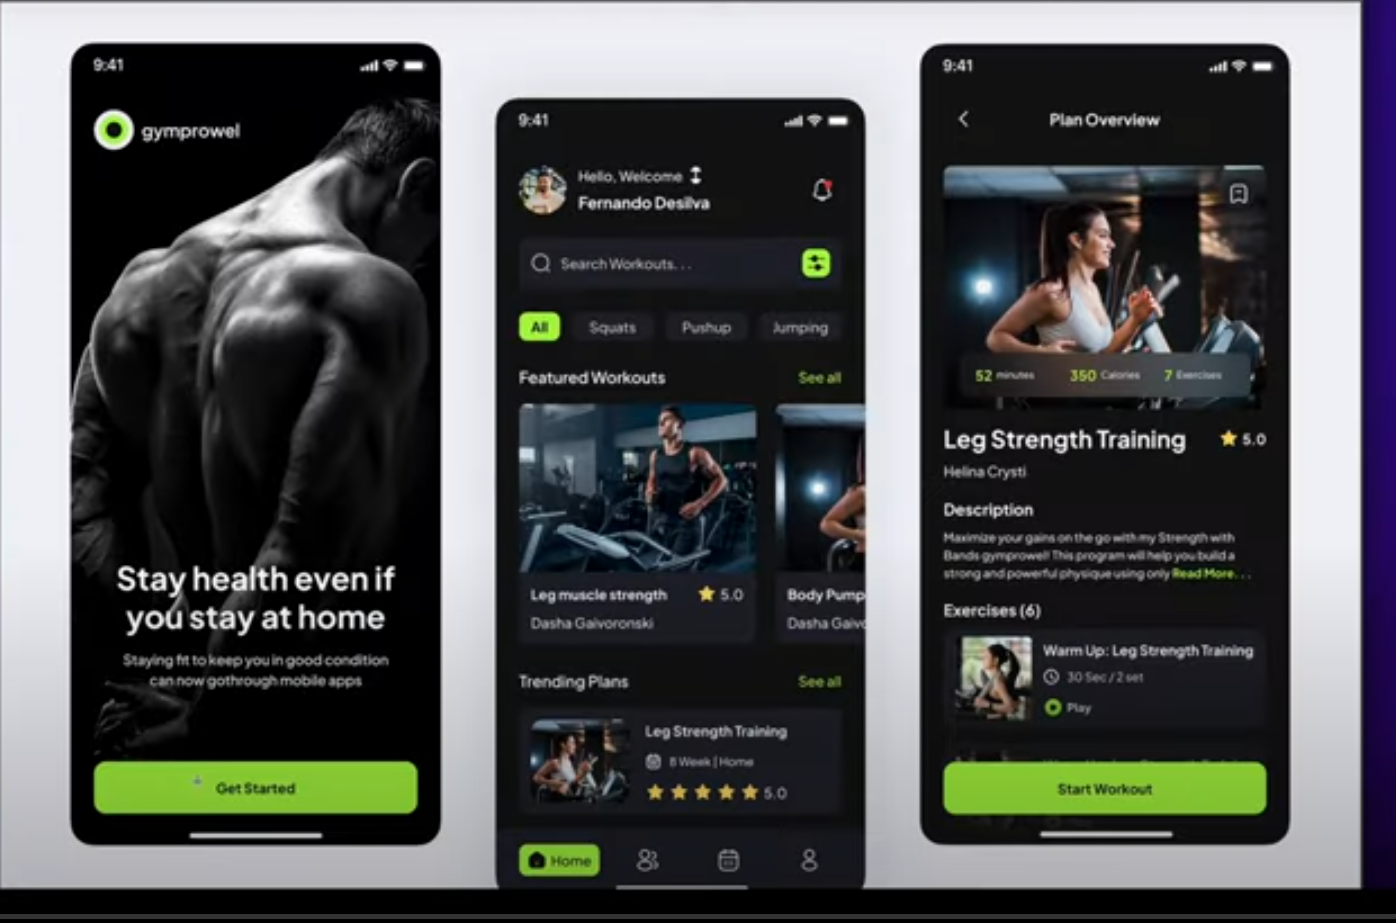 9:41
gymprowel
Stay health even if
you stay at home
Staying fit to keep you in good condition
can now gothrough mobile apps
Get Started
9:41
Hello, Welcome
Fernando Desilva
Search Workouts. . .
All
Squats
Pushup
Jumping
Featured Workouts
See all
Leg muscle strength
5.0
Dasha Gaivoronski
Body Pump
Dasha Gaivo
Trending Plans
See all
Leg Strength Training
8 Week | Home
5.0
Home
9:41
Plan Overview
52 minutes
350 Calories
7 Exercises
Leg Strength Training
5.0
Helina Crysti
Description
Maximize your gains on the go with my Strength with
Bands gymprowel! This program will help you build a
strong and powerful physique using only Read More. . .
Exercises (6)
Warm Up: Leg Strength Training
30 Sec / 2 set
Play
Start Workout